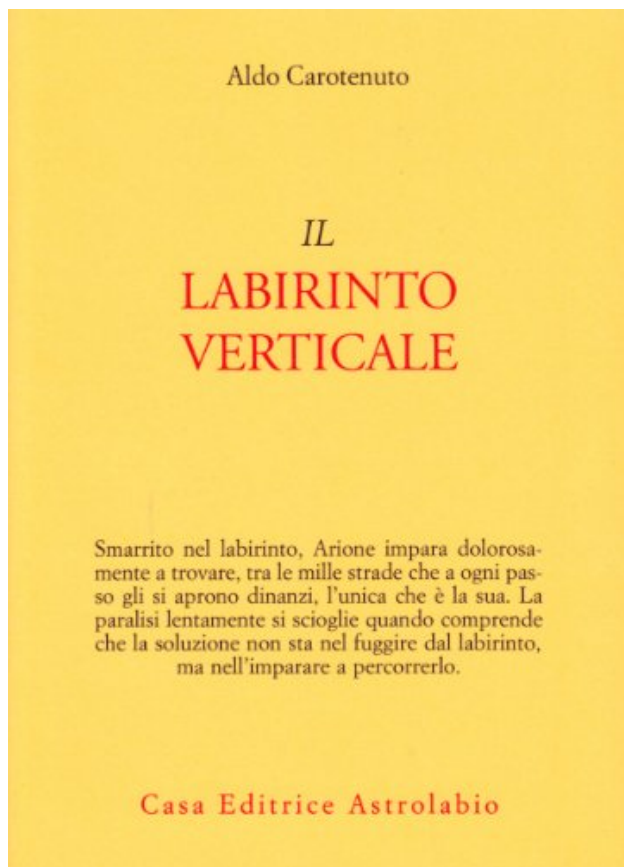 Aldo Carotenuto
IL
LABIRINTO
VERTICALE
Smarrito nel labirinto, Arione impara dolorosa-
mente a trovare, tra le mille strade che a ogni pas-
so gli si aprono dinanzi, l'unica che è la sua. La
paralisi lentamente si scioglie quando comprende
che la soluzione non sta nel fuggire dal labirinto,
ma nell'imparare a percorrerlo.
Casa Editrice Astrolabio